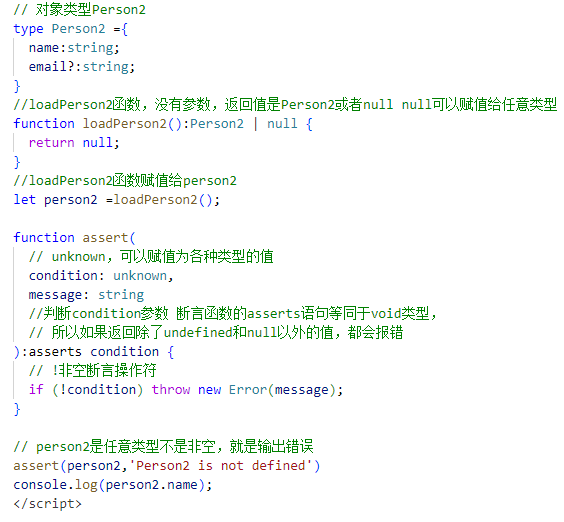 // 对象类型Person2
type Person2 ={
  name:string;
  email?:string;
}
//loadPerson2函数，没有参数，返回值是Person2或者null null可以赋值给任意类型
function loadPerson2():Person2 | null {
  return null;
}
//loadPerson2函数赋值给person2
let person2 =loadPerson2();
function assert(
  // unknown，可以赋值为各种类型的值
  condition: unknown,
  message: string
  //判断condition参数 断言函数的asserts语句等同于void类型，
  // 所以如果返回除了undefined和null以外的值，都会报错
):asserts condition {
  // !非空断言操作符
  if (!condition) throw new Error(message);
}
// person2是任意类型不是非空，就是输出错误
assert(person2,'Person2 is not defined')
console.log(person2.name);
</script>